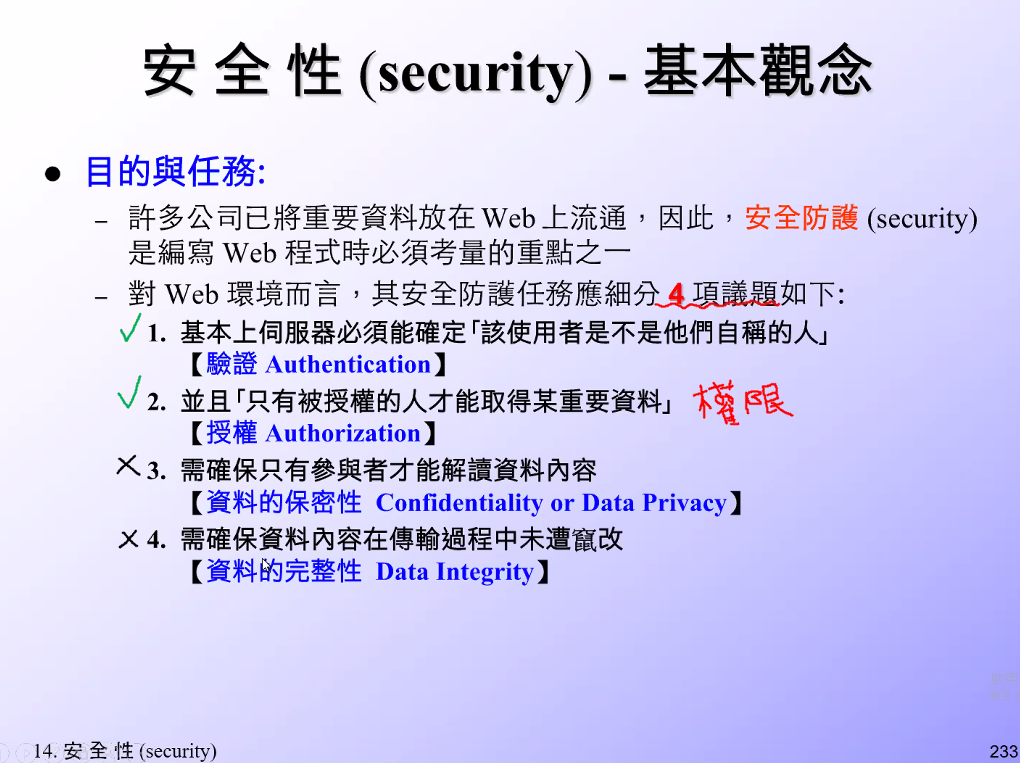 安 全 性 (security) - 基本觀念
● 目的與任務:
– 許多公司已將重要資料放在 Web 上流通，因此，安全防護 (security)
是編寫 Web 程式時必須考量的重點之一
– 對 Web 環境而言，其安全防護任務應細分 4 項議題如下:
✓ 1. 基本上伺服器必須能確定｢該使用者是不是他們自稱的人｣
【驗證 Authentication】
✓ 2. 並且｢只有被授權的人才能取得某重要資料｣ 權限
【授權 Authorization】
✕ 3. 需確保只有參與者才能解讀資料內容
【資料的保密性 Confidentiality or Data Privacy】
✕ 4. 需確保資料內容在傳輸過程中未遭竄改
【資料的完整性 Data Integrity】
14. 安 全 性 (security)
233